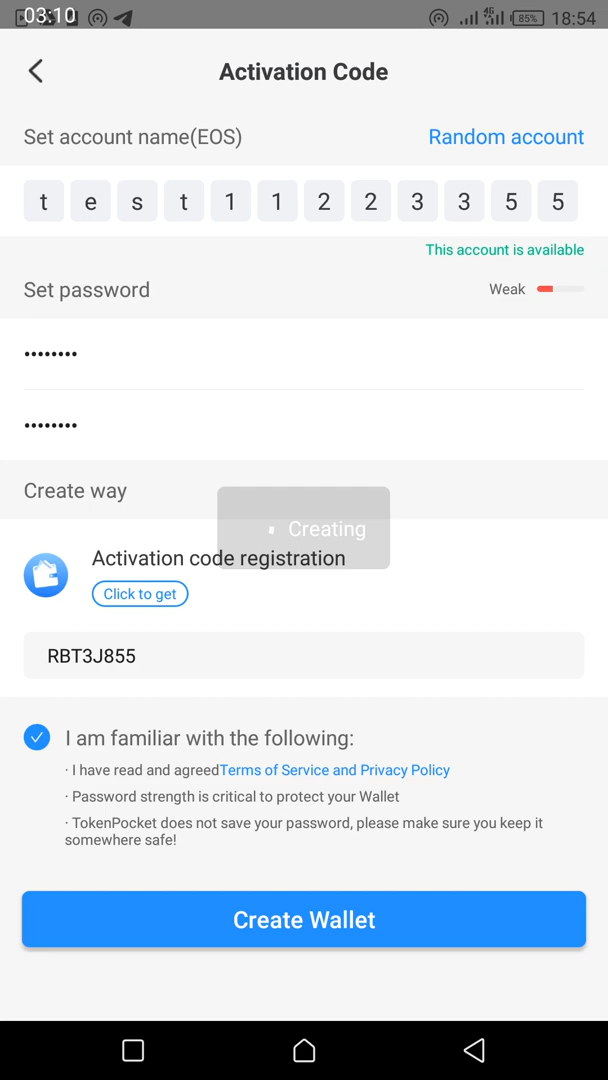 03:10
4G
85%
18:54
Activation Code
Set account name(EOS)
Random account
t e s t 1 1 2 2 3 3 5 5
This account is available
Set password
Weak
••••••••
••••••••
Create way
Creating
Activation code registration
Click to get
RBT3J855
I am familiar with the following:
· I have read and agreedTerms of Service and Privacy Policy
· Password strength is critical to protect your Wallet
· TokenPocket does not save your password, please make sure you keep it
somewhere safe!
Create Wallet